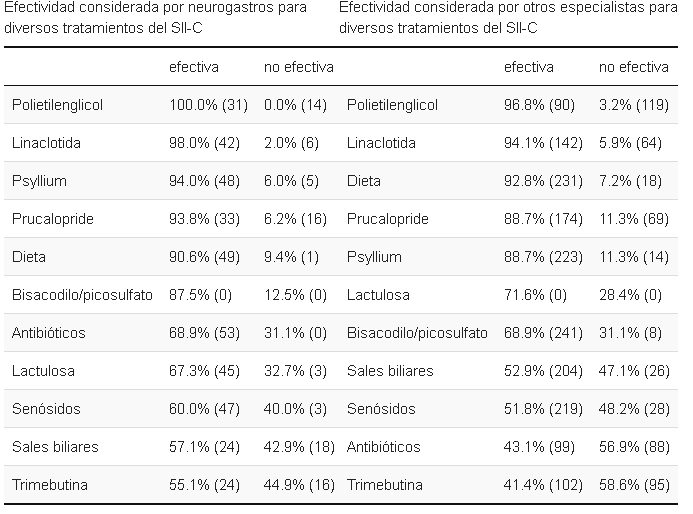 Efectividad considerada por neurogastros para
diversos tratamientos del SII-C
efectiva no efectiva
Polietilenglicol 100.0% (31) 0.0% (14)
Linaclotida 98.0% (42) 2.0% (6)
Psyllium 94.0% (48) 6.0% (5)
Prucalopride 93.8% (33) 6.2% (16)
Dieta 90.6% (49) 9.4% (1)
Bisacodilo/picosulfato 87.5% (0) 12.5% (0)
Antibióticos 68.9% (53) 31.1% (0)
Lactulosa 67.3% (45) 32.7% (3)
Senósidos 60.0% (47) 40.0% (3)
Sales biliares 57.1% (24) 42.9% (18)
Trimebutina 55.1% (24) 44.9% (16)
Efectividad considerada por otros especialistas para
diversos tratamientos del SII-C
efectiva no efectiva
Polietilenglicol 96.8% (90) 3.2% (119)
Linaclotida 94.1% (142) 5.9% (64)
Dieta 92.8% (231) 7.2% (18)
Prucalopride 88.7% (174) 11.3% (69)
Psyllium 88.7% (223) 11.3% (14)
Lactulosa 71.6% (0) 28.4% (0)
Bisacodilo/picosulfato 68.9% (241) 31.1% (8)
Sales biliares 52.9% (204) 47.1% (26)
Senósidos 51.8% (219) 48.2% (28)
Antibióticos 43.1% (99) 56.9% (88)
Trimebutina 41.4% (102) 58.6% (95)